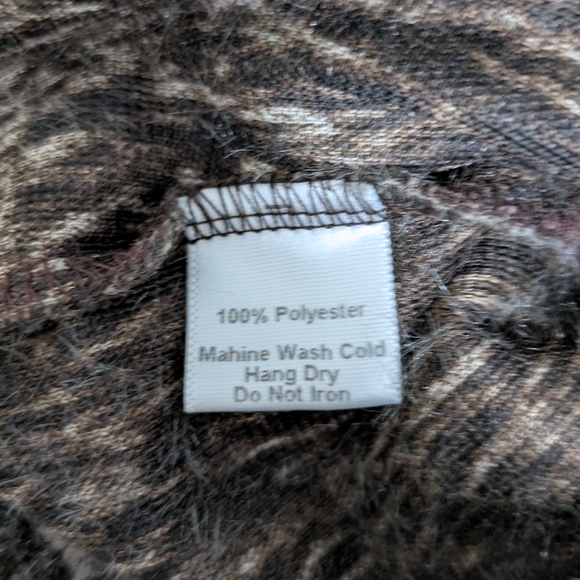 100% Polyester
Mahine Wash Cold
Hang Dry
Do Not Iron